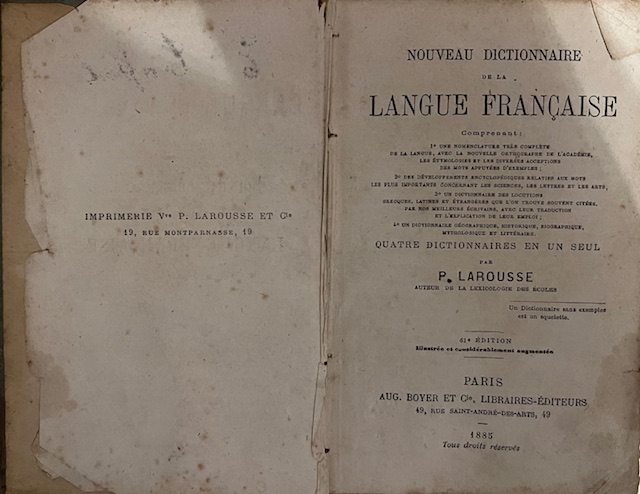 IMPRIMERIE Vve P. LAROUSSE ET Cie
19, RUE MONTPARNASSE, 19
NOUVEAU DICTIONNAIRE
DE LA
LANGUE FRANÇAISE
Comprenant :
1° UNE NOMENCLATURE TRÈS COMPLÈTE
DE LA LANGUE, AVEC LA NOUVELLE ORTHOGRAPHE DE L'ACADÉMIE,
LES ÉTYMOLOGIES ET LES DIVERSES ACCEPTIONS
DES MOTS APPUYÉES D'EXEMPLES ;
2° DES DÉVELOPPEMENTS ENCYCLOPÉDIQUES RELATIFS AUX MOTS
LES PLUS IMPORTANTS CONCERNANT LES SCIENCES, LES LETTRES ET LES ARTS,
3° UN DICTIONNAIRE DES LOCUTIONS
GRECQUES, LATINES ET ÉTRANGÈRES QUE L'ON TROUVE SOUVENT CITÉES
PAR NOS MEILLEURS ÉCRIVAINS, AVEC LEUR TRADUCTION
ET L'EXPLICATION DE LEUR EMPLOI ;
4° UN DICTIONNAIRE GÉOGRAPHIQUE, HISTORIQUE, BIOGRAPHIQUE,
MYTHOLOGIQUE ET LITTÉRAIRE.
QUATRE DICTIONNAIRES EN UN SEUL
PAR
P. LAROUSSE
AUTEUR DE LA LEXICOLOGIE DES ÉCOLES
Un Dictionnaire sans exemples
est un squelette.
61e ÉDITION
Illustrée et considérablement augmentée
PARIS
AUG. BOYER ET Cie, LIBRAIRES-ÉDITEURS
49, RUE SAINT-ANDRÉ-DES-ARTS, 49
1885
Tous droits réservés